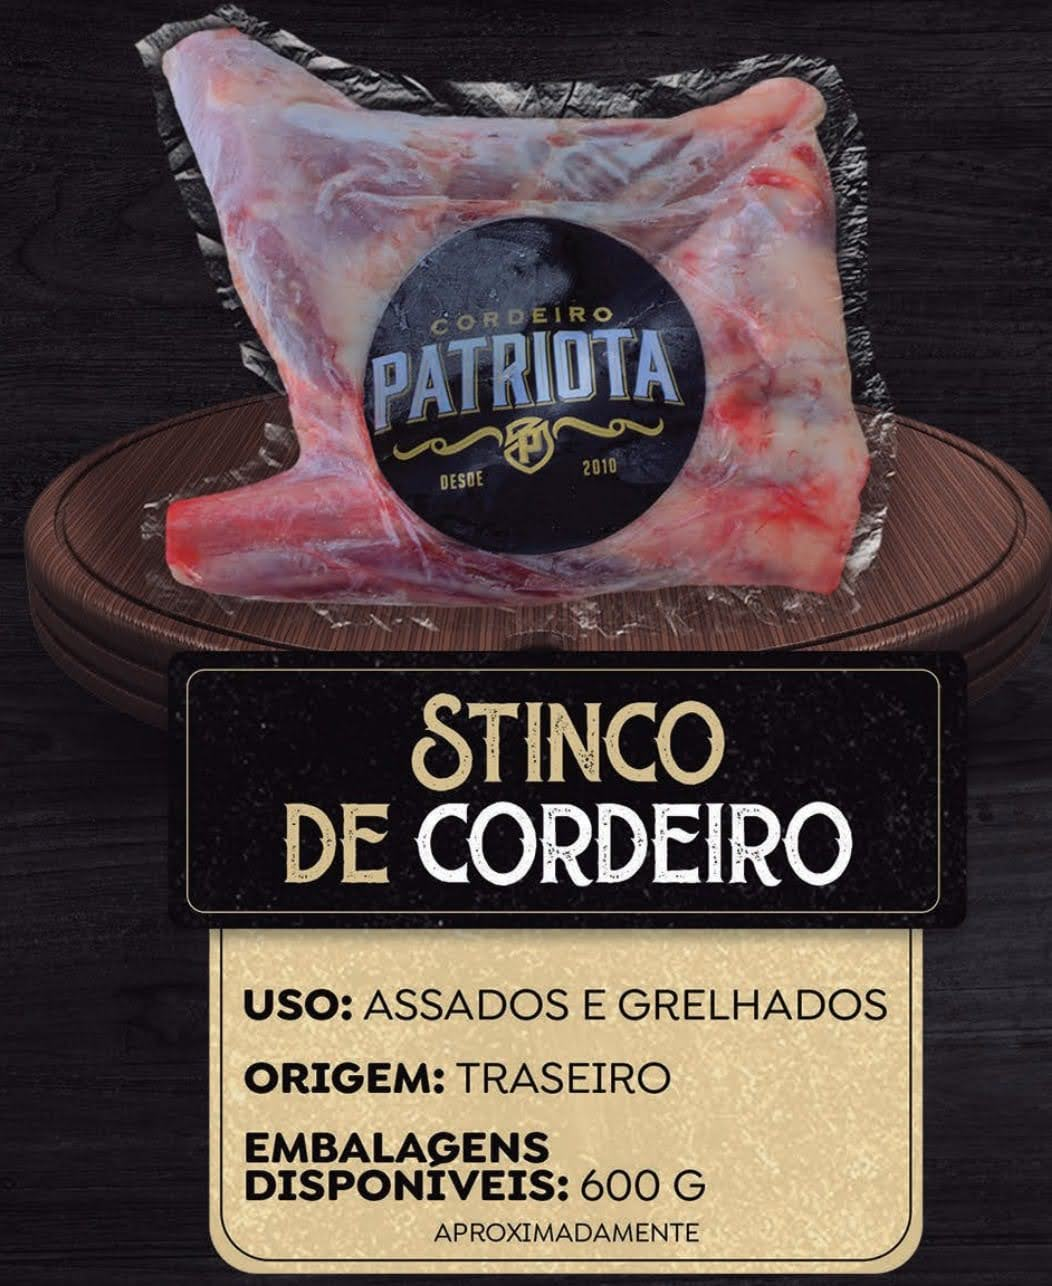 CORDEIRO
PATRIOTA
P
DESDE 2010
STINCO
DE CORDEIRO
USO: ASSADOS E GRELHADOS
ORIGEM: TRASEIRO
EMBALAGENS
DISPONÍVEIS: 600 G
APROXIMADAMENTE